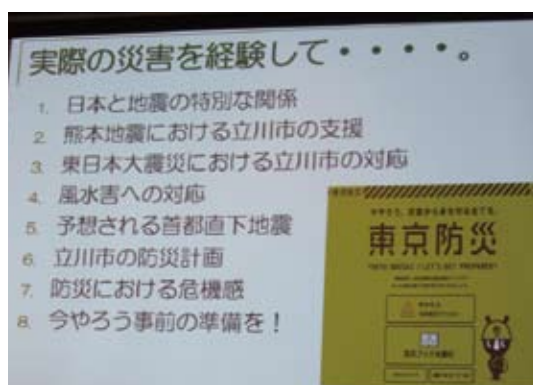 実際の災害を経験して・・・・。
1. 日本と地震の特別な関係
2. 熊本地震における立川市の支援
3. 東日本大震災における立川市の対応
4. 風水害への対応
5. 予想される首都直下地震
6. 立川市の防災計画
7. 防災における危機感
8. 今やろう事前の準備を！
東京防災